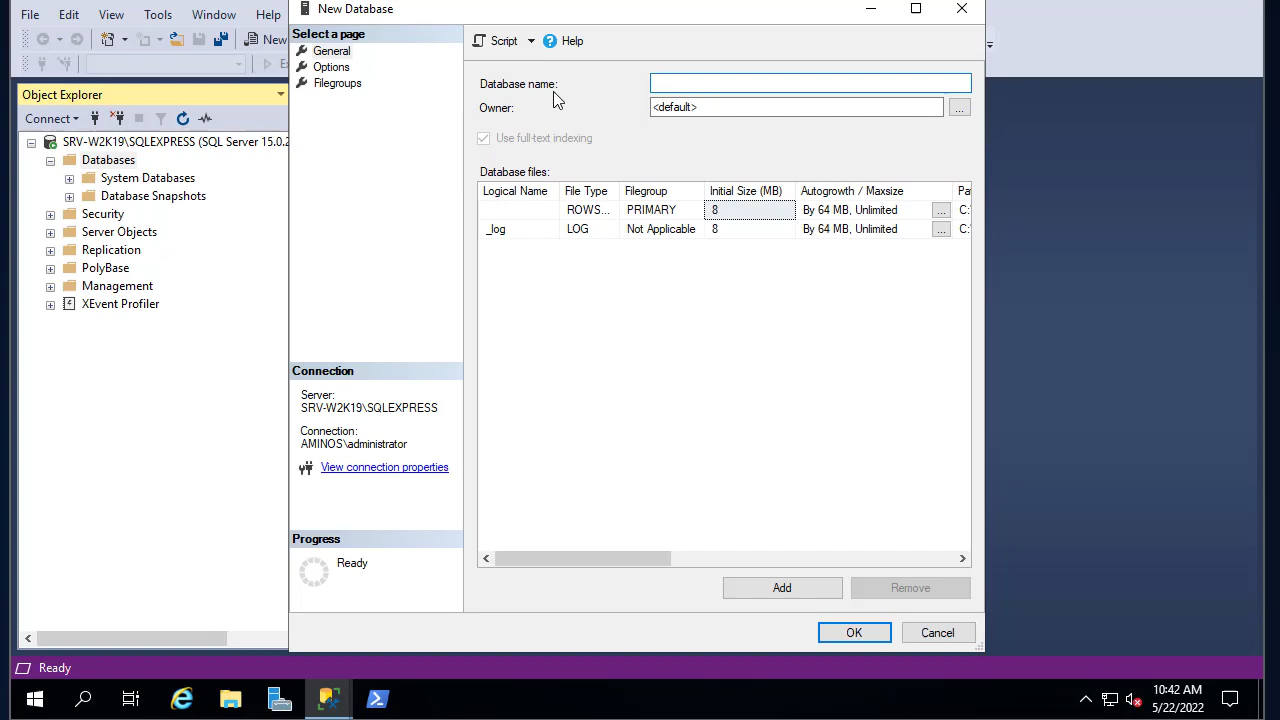 New Database
File Edit View Tools Window Help
New
Object Explorer
Connect
SRV-W2K19\SQLEXPRESS (SQL Server 15.0.2
Databases
System Databases
Database Snapshots
Security
Server Objects
Replication
PolyBase
Management
XEvent Profiler
Select a page
General
Options
Filegroups
Connection
Server:
SRV-W2K19\SQLEXPRESS
Connection:
AMINOS\administrator
View connection properties
Progress
Ready
Script Help
Database name:
Owner: <default> ...
Use full-text indexing
Database files:
Logical Name File Type Filegroup Initial Size (MB) Autogrowth / Maxsize Pa
ROWS... PRIMARY 8 By 64 MB, Unlimited ... C:
_log LOG Not Applicable 8 By 64 MB, Unlimited ... C:
Add Remove
OK Cancel
Ready
10:42 AM
5/22/2022